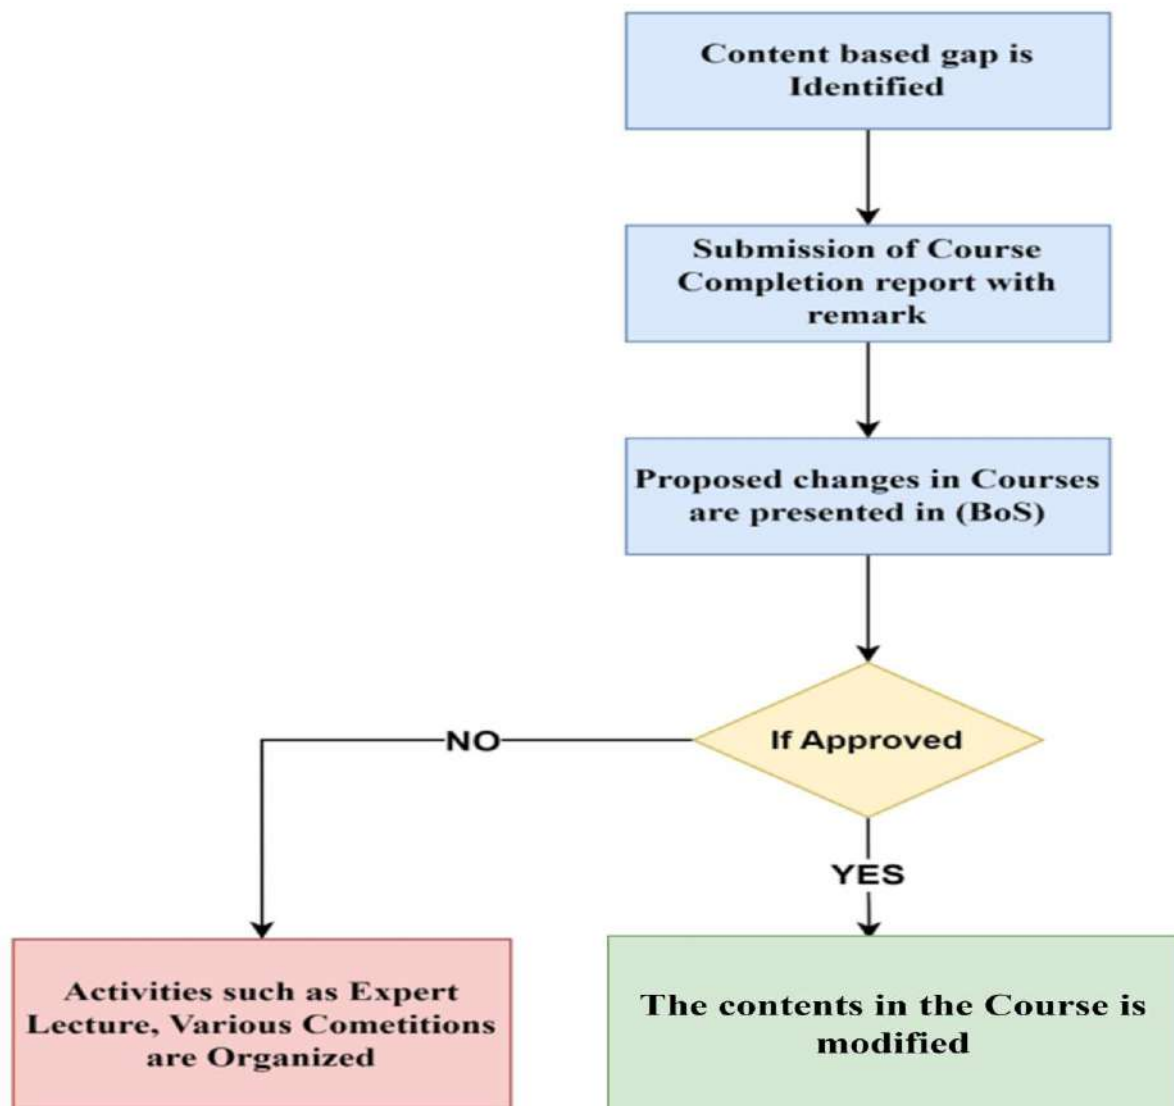 Content based gap is
Identified
Submission of Course
Completion report with
remark
Proposed changes in Courses
are presented in (BoS)
If Approved
NO
YES
Activities such as Expert
Lecture, Various Cometitions
are Organized
The contents in the Course is
modified